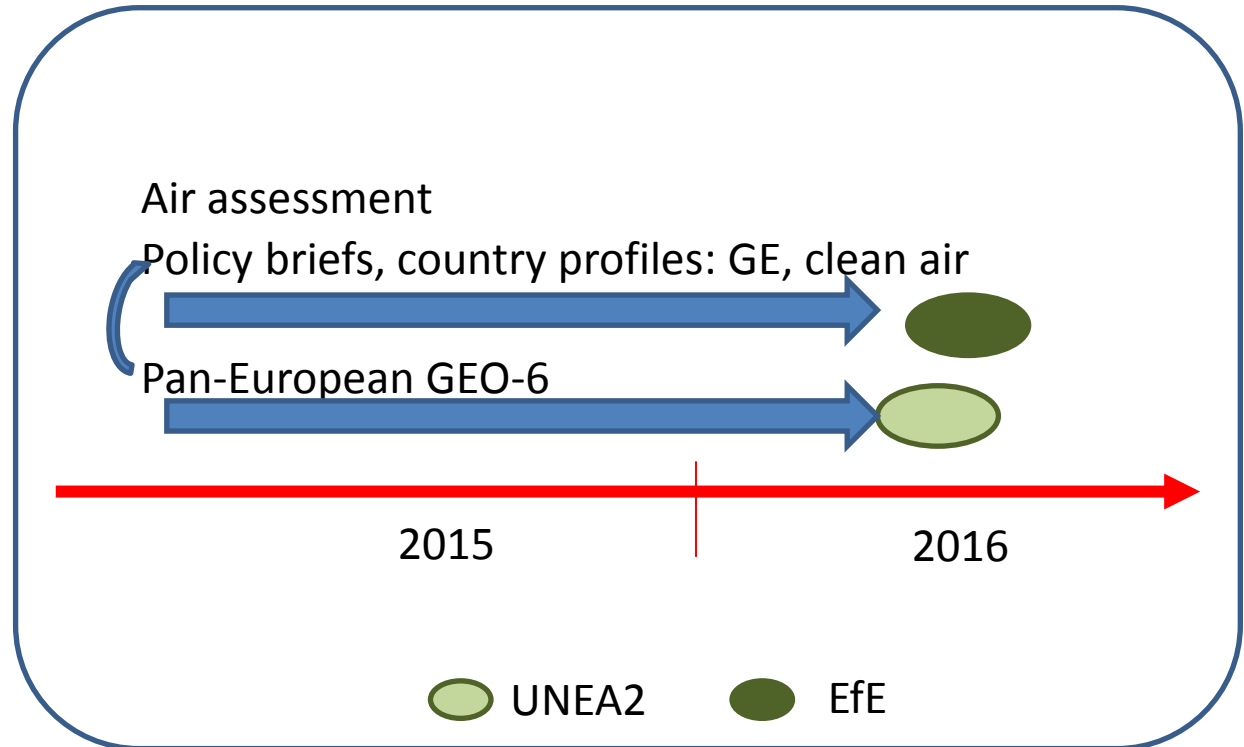 Air assessment
Policy briefs, country profiles: GE, clean air
Pan-European GEO-6
2015
2016
UNEA2
EfE